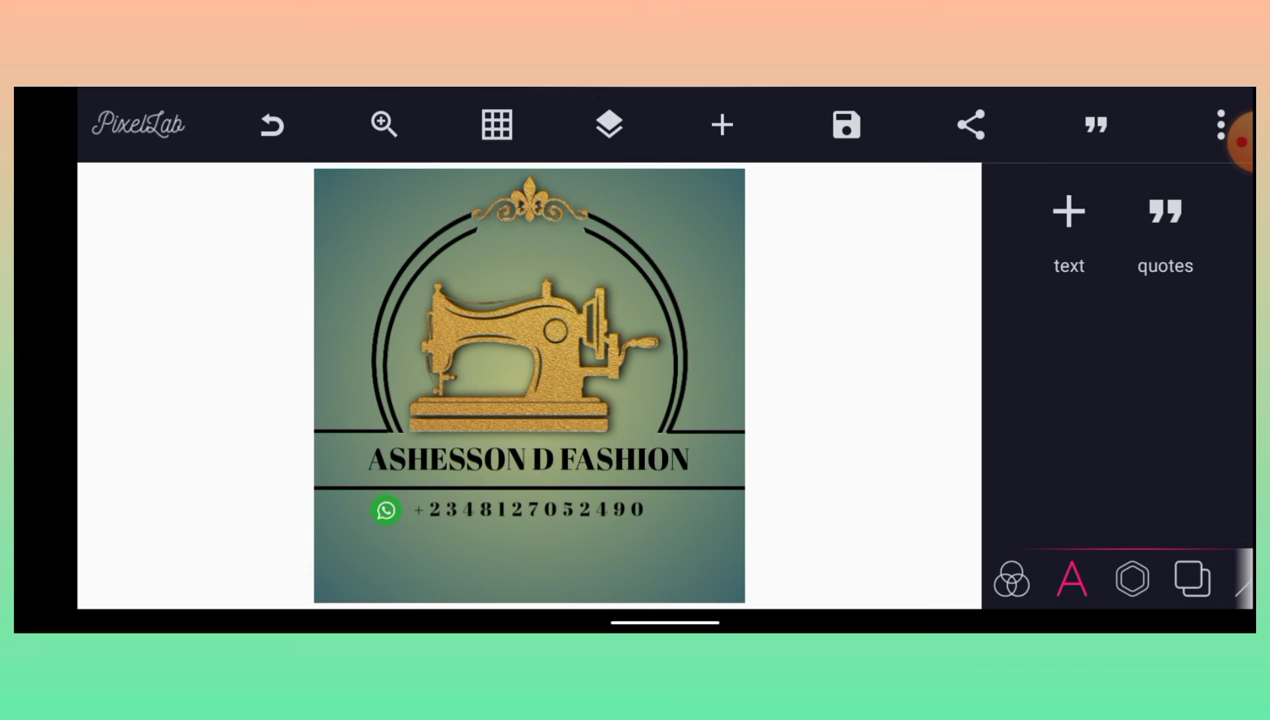 PixelLab
text
quotes
ASHESSON D FASHION
+2348127052490